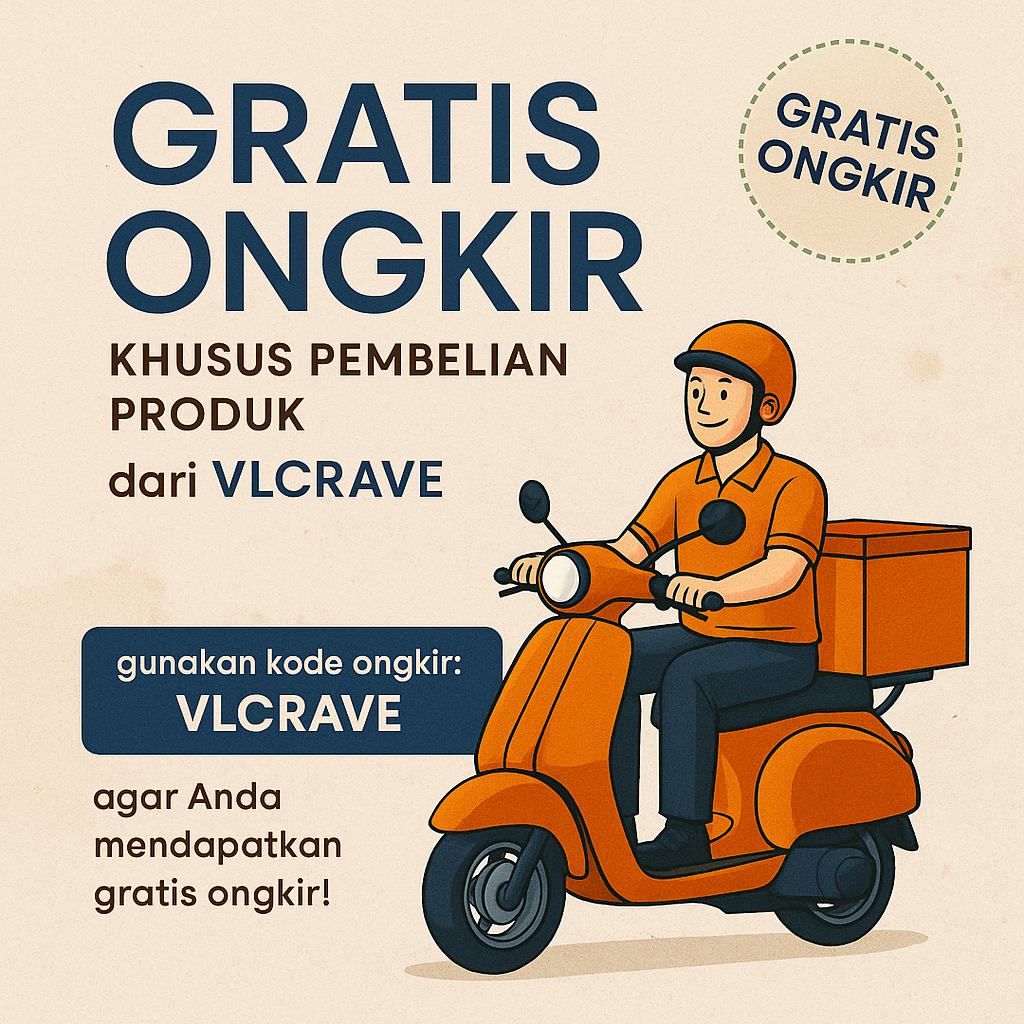 GRATIS
ONGKIR
GRATIS
ONGKIR
KHUSUS PEMBELIAN
PRODUK
dari VLCRAVE
gunakan kode ongkir:
VLCRAVE
agar Anda
mendapatkan
gratis ongkir!